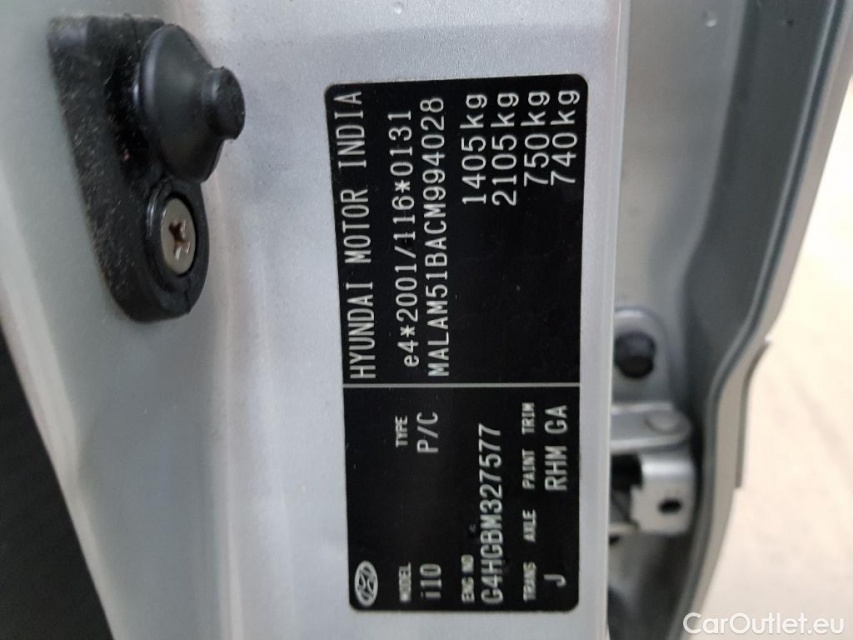 HYUNDAI MOTOR INDIA
e4*2001/116*0131
MALAM51BACM994028
1405kg
2105kg
750kg
740kg
MODEL TYPE
i10 P/C
ENG NO
G4HGBM327577
TRANS AXLE PAINT TRIM
J RHM GA
CarOutlet.eu